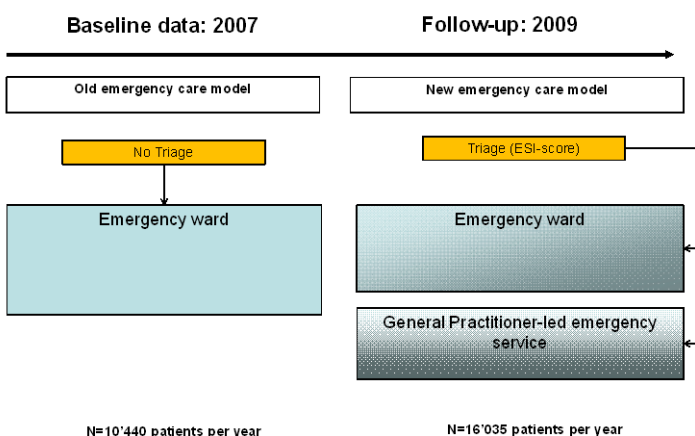 Baseline data: 2007
Follow-up: 2009
Old emergency care model
New emergency care model
No Triage
Triage (ESI-score)
Emergency ward
Emergency ward
General Practitioner-led emergency
service
N=10'440 patients per year
N=16'035 patients per year